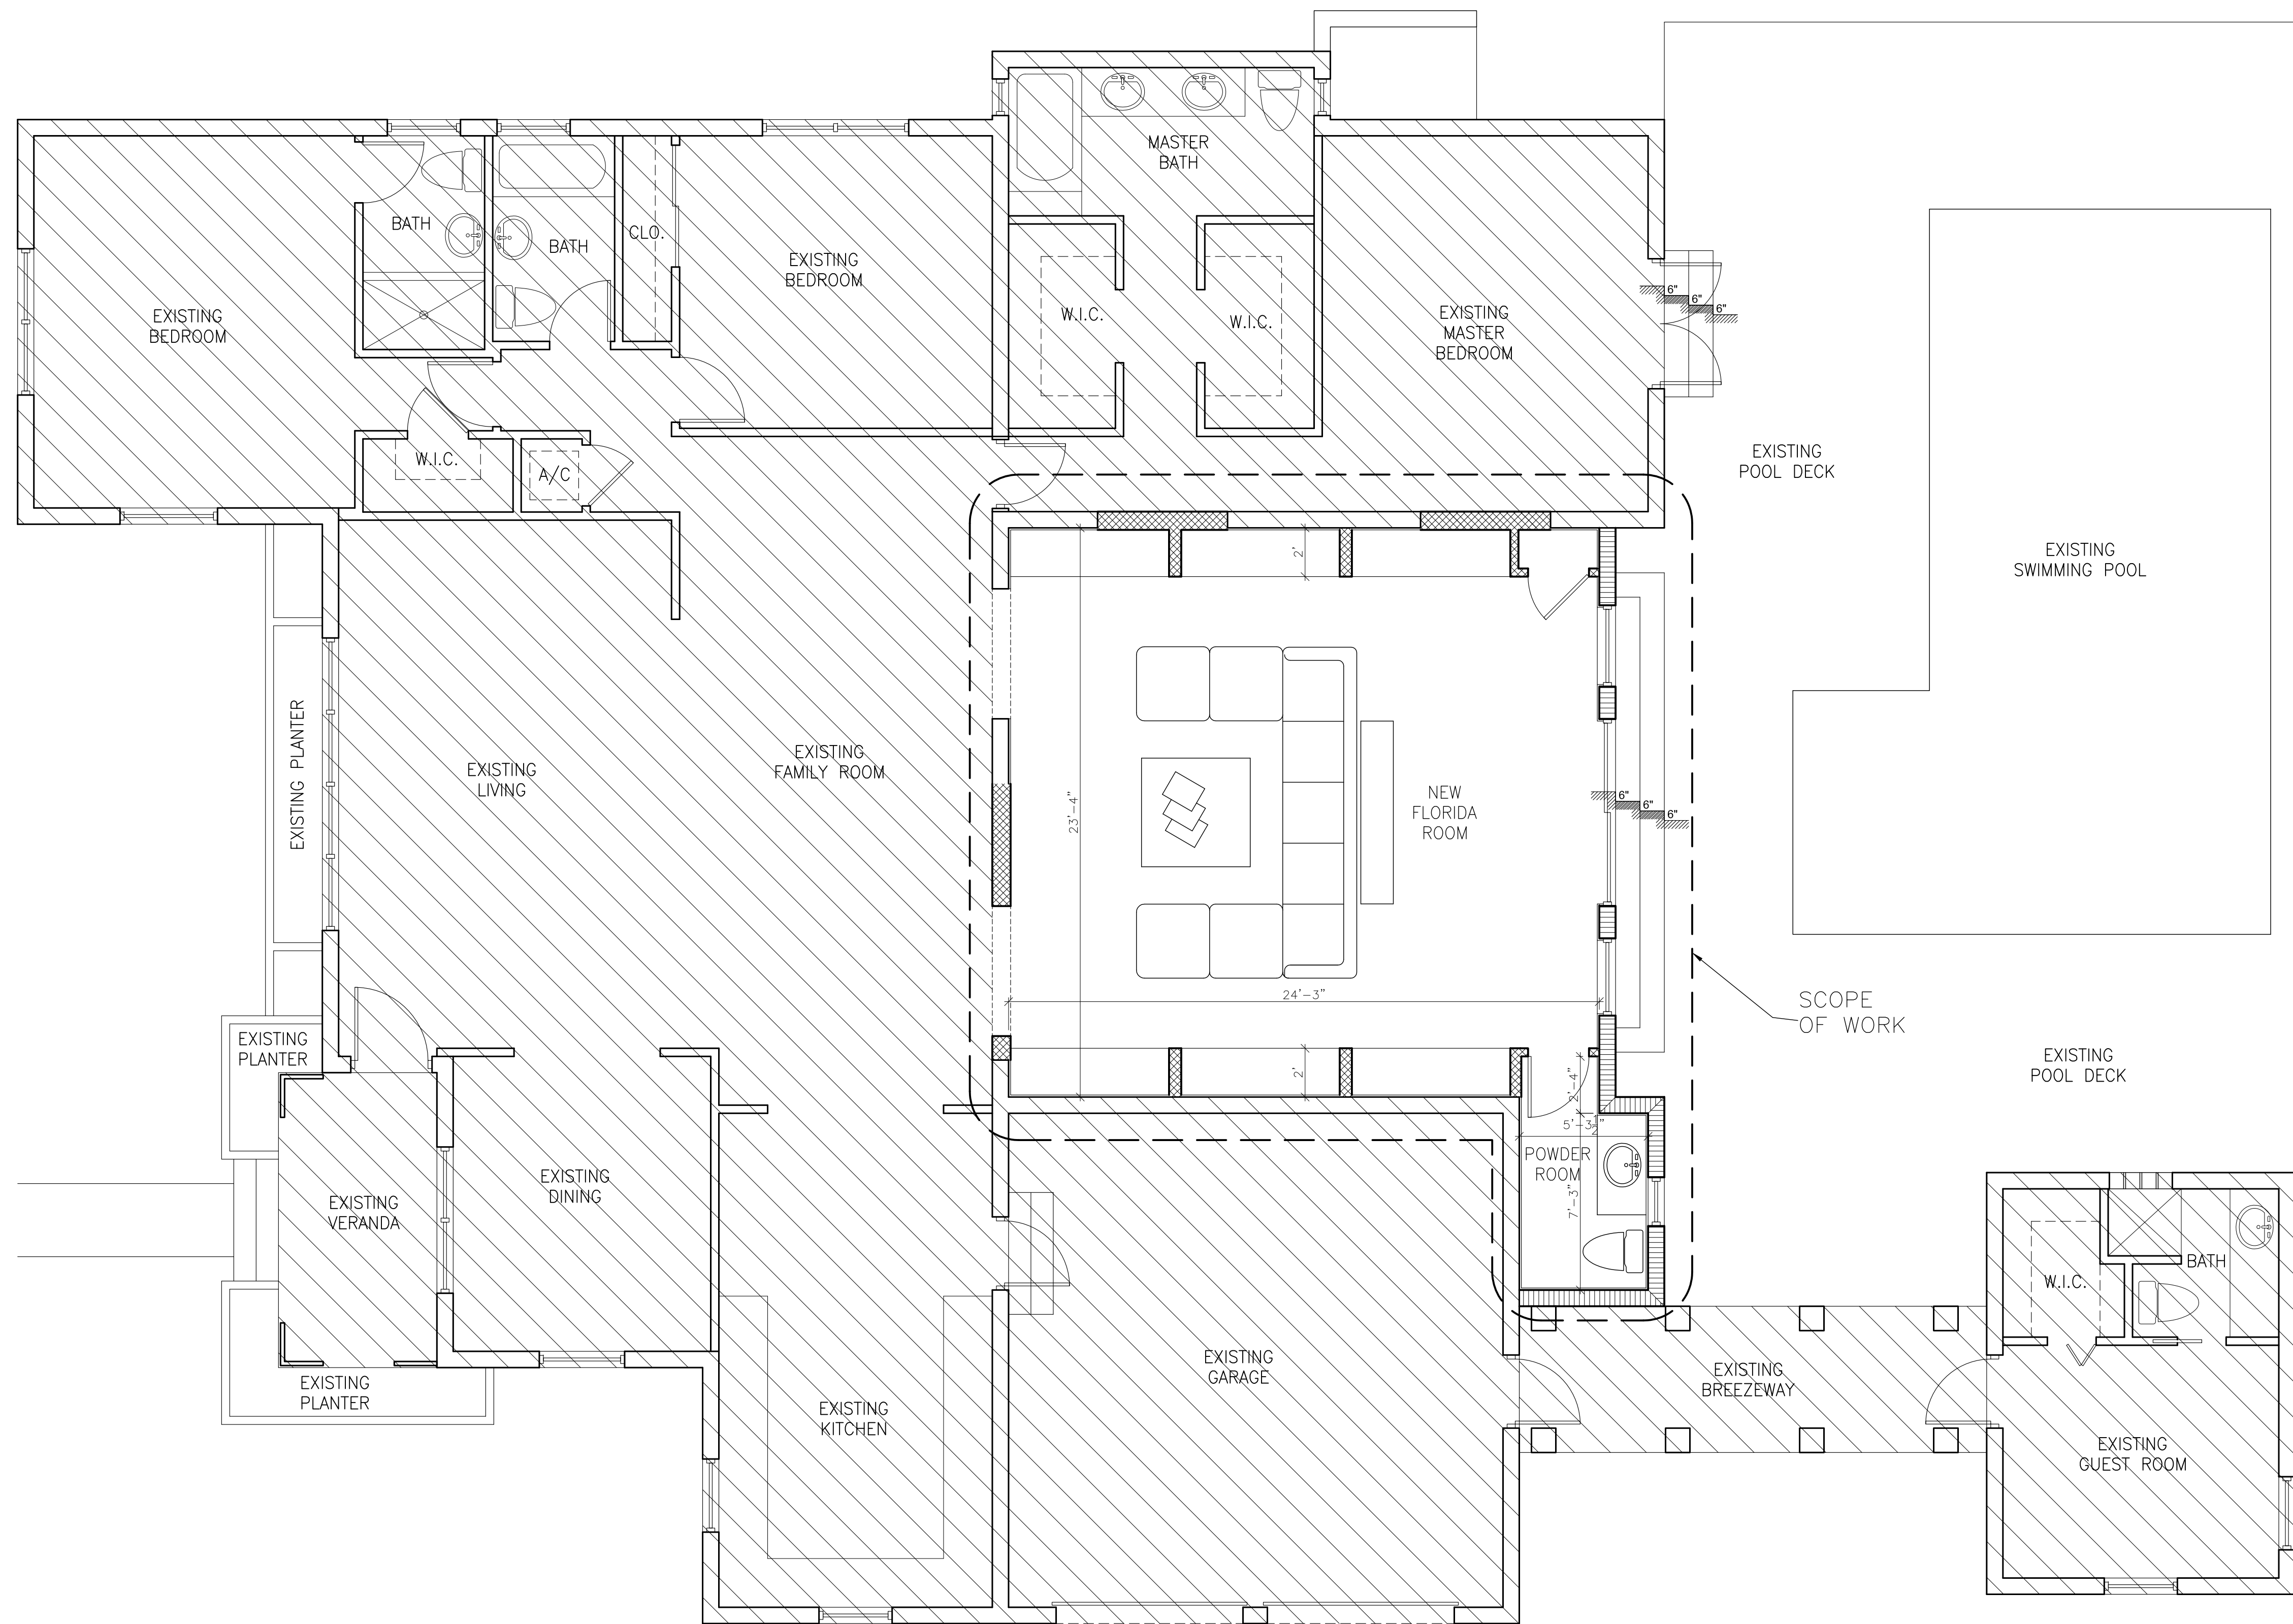 MASTER
BATH
BATH
BATH
CLO.
EXISTING
BEDROOM
EXISTING
BEDROOM
W.I.C.
W.I.C.
EXISTING
MASTER
BEDROOM
6"
6"
6"
W.I.C.
A/C
EXISTING
POOL DECK
EXISTING
SWIMMING POOL
2'
EXISTING PLANTER
EXISTING
LIVING
EXISTING
FAMILY ROOM
23'-4"
NEW
FLORIDA
ROOM
6"
6"
6"
24'-3"
SCOPE
OF WORK
EXISTING
PLANTER
2'
2'-4"
EXISTING
POOL DECK
5'-3½"
POWDER
ROOM
7'-3"
EXISTING
VERANDA
EXISTING
DINING
W.I.C.
BATH
EXISTING
PLANTER
EXISTING
KITCHEN
EXISTING
GARAGE
EXISTING
BREEZEWAY
EXISTING
GUEST ROOM